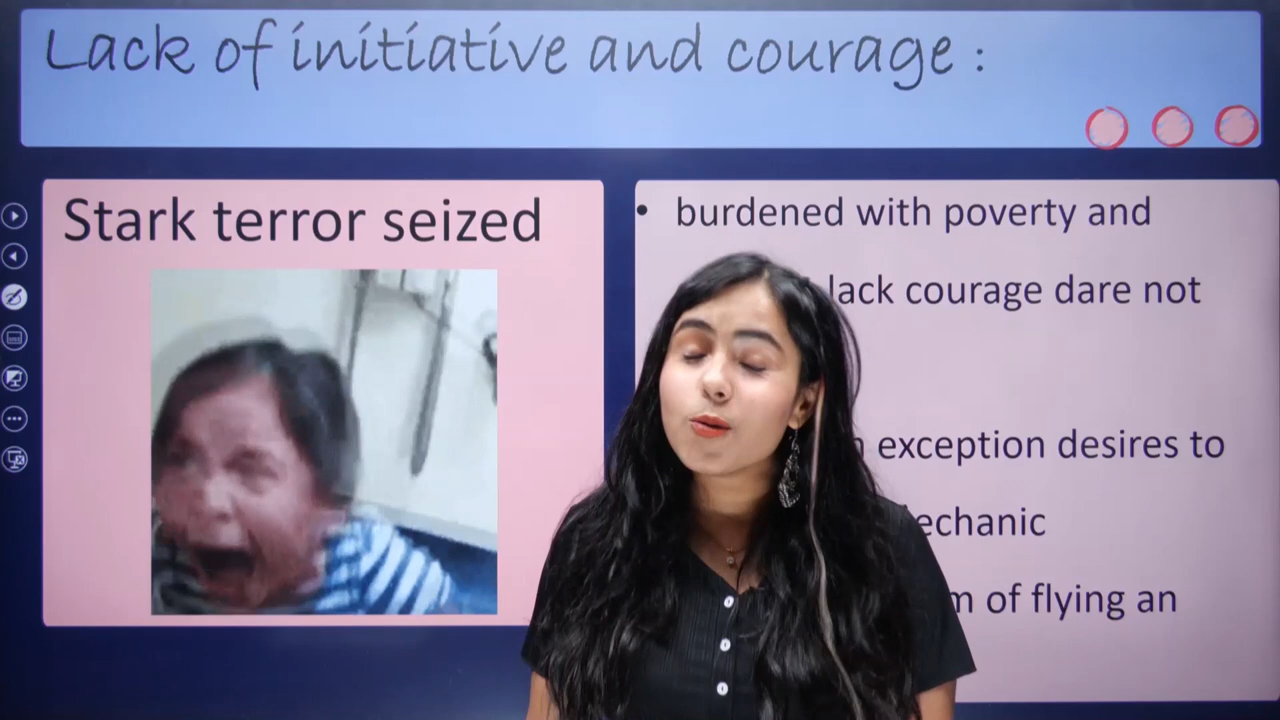 Lack of initiative and courage :
Stark terror seized
• burdened with poverty and
lack courage dare not
exception desires to
of flying an